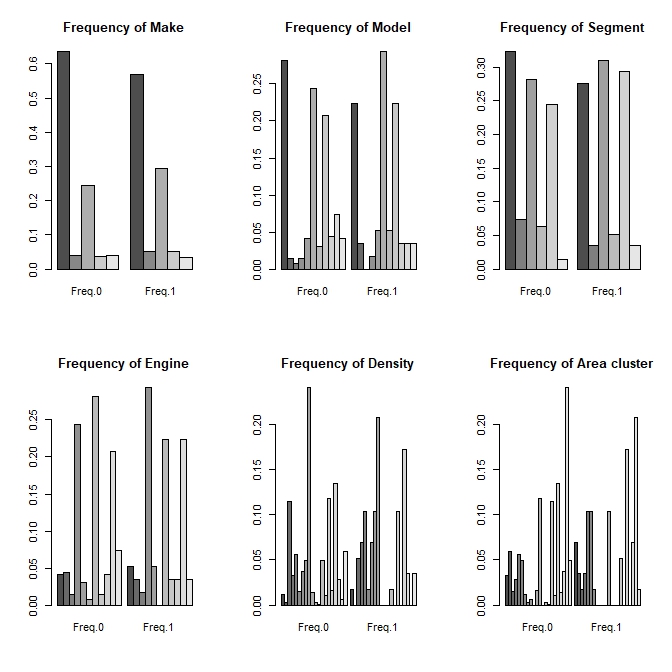 Frequency of Make
0.0 0.1 0.2 0.3 0.4 0.5 0.6
Freq.0 Freq.1
Frequency of Model
0.00 0.05 0.10 0.15 0.20 0.25
Freq.0 Freq.1
Frequency of Segment
0.00 0.05 0.10 0.15 0.20 0.25 0.30
Freq.0 Freq.1
Frequency of Engine
0.00 0.05 0.10 0.15 0.20 0.25
Freq.0 Freq.1
Frequency of Density
0.00 0.05 0.10 0.15 0.20
Freq.0 Freq.1
Frequency of Area cluster
0.00 0.05 0.10 0.15 0.20
Freq.0 Freq.1